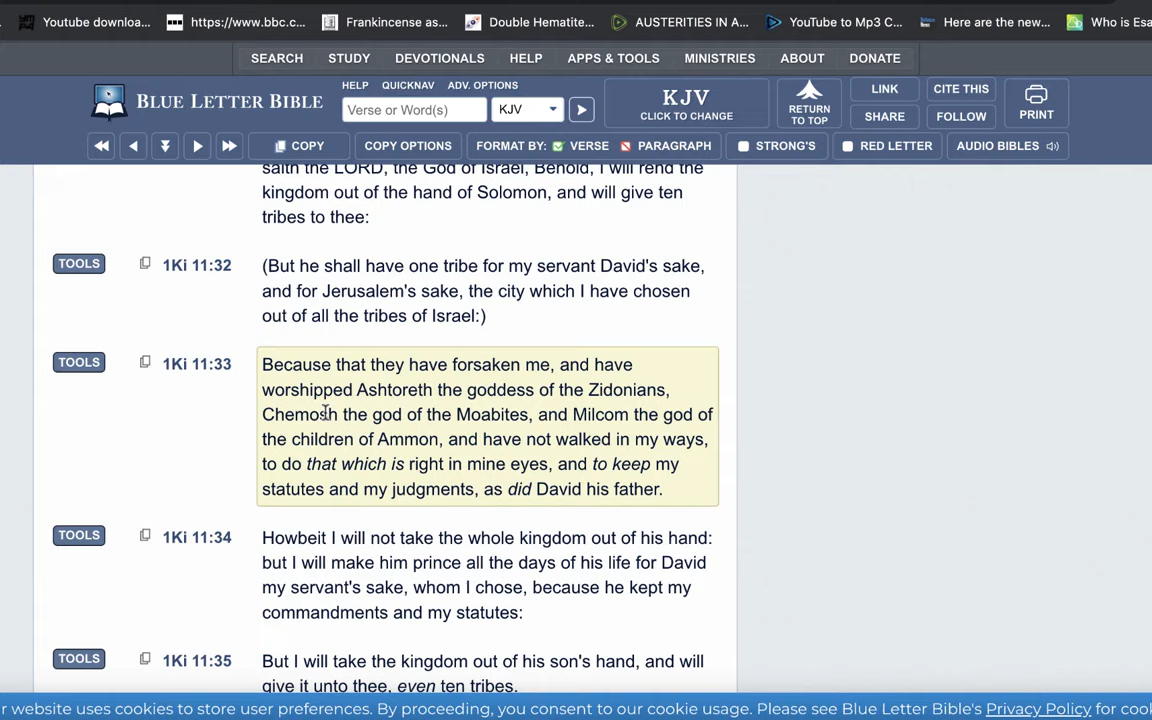 Youtube downloa... https://www.bbc.c... Frankincense as... Double Hematite... AUSTERITIES IN A... YouTube to Mp3 C... Here are the new... Who is Esa
SEARCH STUDY DEVOTIONALS HELP APPS & TOOLS MINISTRIES ABOUT DONATE
HELP QUICKNAV ADV. OPTIONS
BLUE LETTER BIBLE Verse or Word(s) KJV
KJV
CLICK TO CHANGE
RETURN
TO TOP
LINK CITE THIS
SHARE FOLLOW
PRINT
COPY COPY OPTIONS FORMAT BY: VERSE PARAGRAPH STRONG'S RED LETTER AUDIO BIBLES
saith the LORD, the God of Israel, Behold, I will rend the
kingdom out of the hand of Solomon, and will give ten
tribes to thee:
TOOLS 1Ki 11:32 (But he shall have one tribe for my servant David's sake,
and for Jerusalem's sake, the city which I have chosen
out of all the tribes of Israel:)
TOOLS 1Ki 11:33 Because that they have forsaken me, and have
worshipped Ashtoreth the goddess of the Zidonians,
Chemosh the god of the Moabites, and Milcom the god of
the children of Ammon, and have not walked in my ways,
to do that which is right in mine eyes, and to keep my
statutes and my judgments, as did David his father.
TOOLS 1Ki 11:34 Howbeit I will not take the whole kingdom out of his hand:
but I will make him prince all the days of his life for David
my servant's sake, whom I chose, because he kept my
commandments and my statutes:
TOOLS 1Ki 11:35 But I will take the kingdom out of his son's hand, and will
give it unto thee, even ten tribes.
r website uses cookies to store user preferences. By proceeding, you consent to our cookie usage. Please see Blue Letter Bible's Privacy Policy for cook